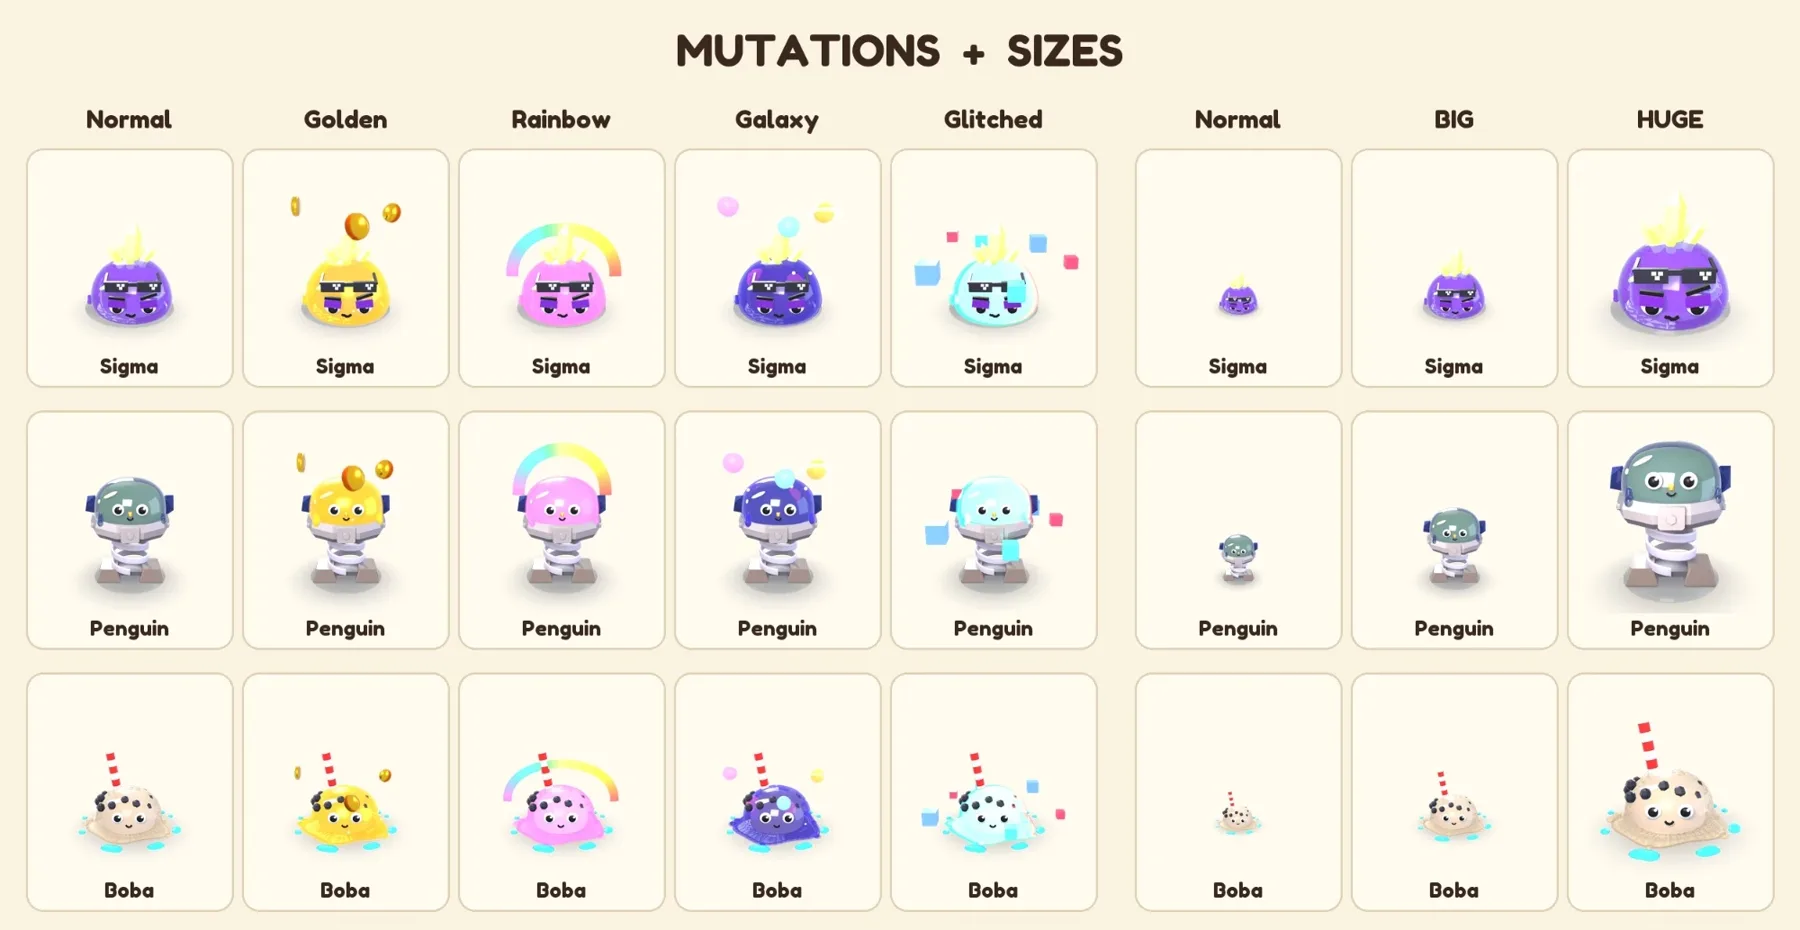 MUTATIONS + SIZES
Normal Golden Rainbow Galaxy Glitched Normal BIG HUGE
Sigma Sigma Sigma Sigma Sigma Sigma Sigma Sigma
Penguin Penguin Penguin Penguin Penguin Penguin Penguin Penguin
Boba Boba Boba Boba Boba Boba Boba Boba